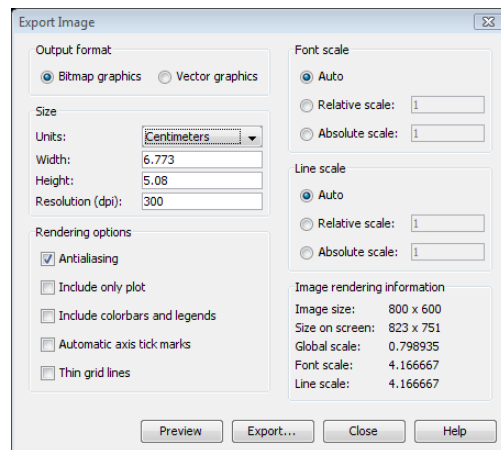 Export Image
Output format
Bitmap graphics
Vector graphics
Size
Units:
Centimeters
Width:
6.773
Height:
5.08
Resolution (dpi):
300
Rendering options
Antialiasing
Include only plot
Include colorbars and legends
Automatic axis tick marks
Thin grid lines
Font scale
Auto
Relative scale:
1
Absolute scale:
1
Line scale
Auto
Relative scale:
1
Absolute scale:
1
Image rendering information
Image size:
800 x 600
Size on screen:
823 x 751
Global scale:
0.798935
Font scale:
4.166667
Line scale:
4.166667
Preview
Export...
Close
Help